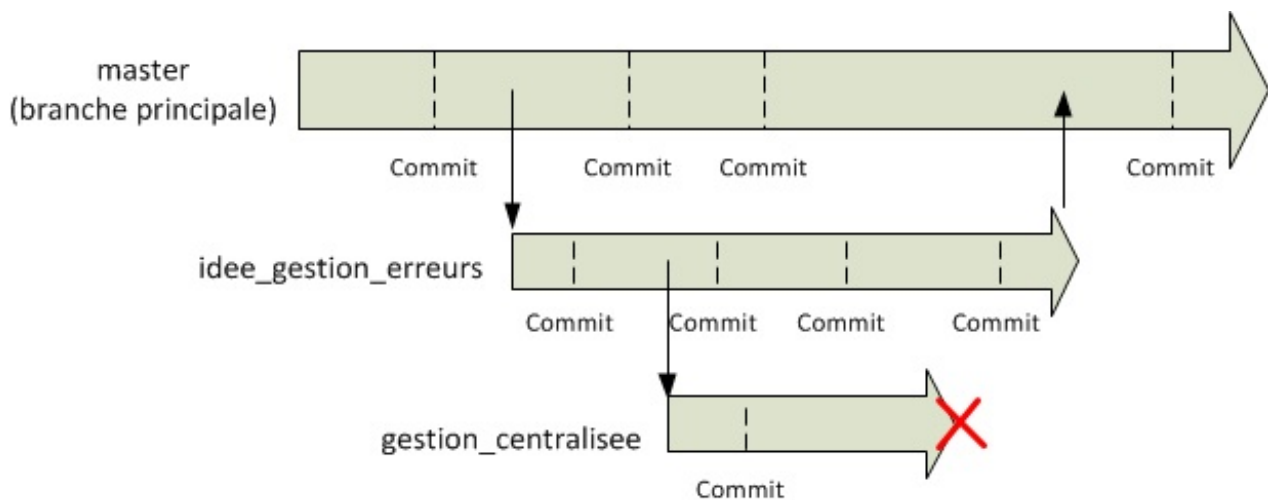 master
(branche principale)
Commit Commit Commit Commit
idee_gestion_erreurs
Commit Commit Commit Commit
gestion_centralisee
Commit